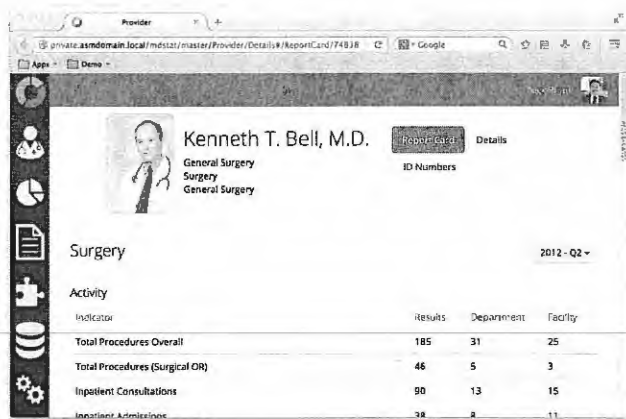 Provider
private.asmdomain.local/mdstat/master/Provider/Details#/ReportCard/74838
Google
Apps
Demo
Kenneth T. Bell, M.D.
Report Card
Details
General Surgery
ID Numbers
Surgery
General Surgery
Surgery
2012 - Q2
Activity
Indicator Results Department Facility
Total Procedures Overall 185 31 25
Total Procedures (Surgical OR) 46 5 3
Inpatient Consultations 90 13 15
Inpatient Admissions 38 8 11